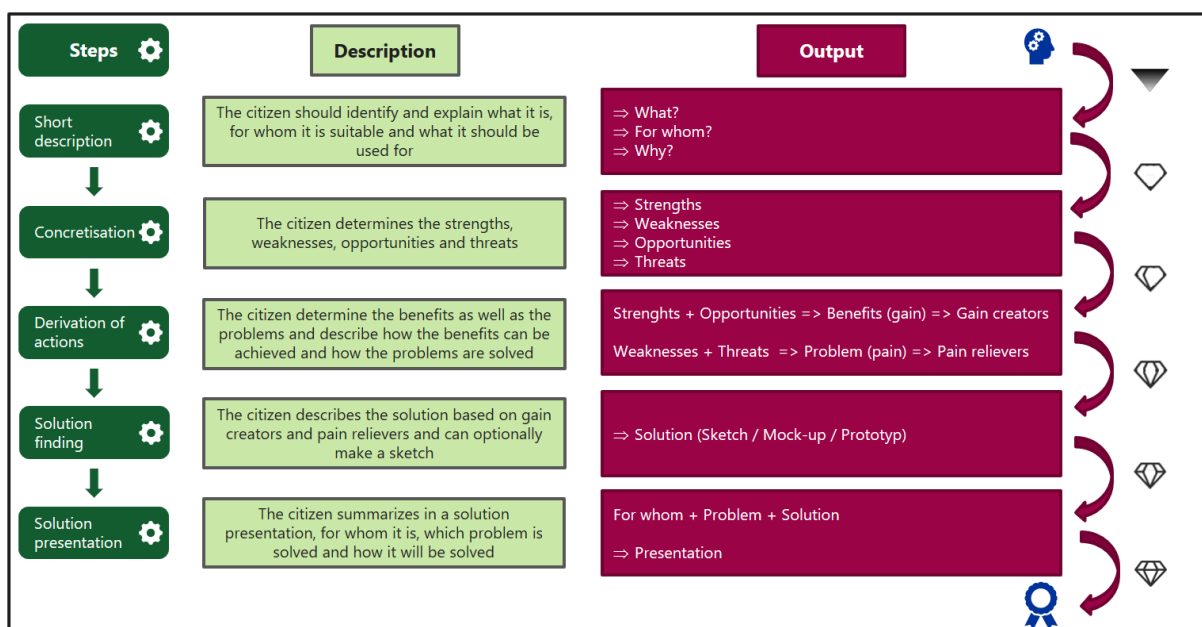 Steps
Description
Output
Short
description
The citizen should identify and explain what it is,
for whom it is suitable and what it should be
used for
⇒ What?
⇒ For whom?
⇒ Why?
Concretisation
The citizen determines the strengths,
weaknesses, opportunities and threats
⇒ Strengths
⇒ Weaknesses
⇒ Opportunities
⇒ Threats
Derivation of
actions
The citizen determine the benefits as well as the
problems and describe how the benefits can be
achieved and how the problems are solved
Strenghts + Opportunities => Benefits (gain) => Gain creators
Weaknesses + Threats => Problem (pain) => Pain relievers
Solution
finding
The citizen describes the solution based on gain
creators and pain relievers and can optionally
make a sketch
⇒ Solution (Sketch / Mock-up / Prototyp)
Solution
presentation
The citizen summarizes in a solution
presentation, for whom it is, which problem is
solved and how it will be solved
For whom + Problem + Solution
⇒ Presentation